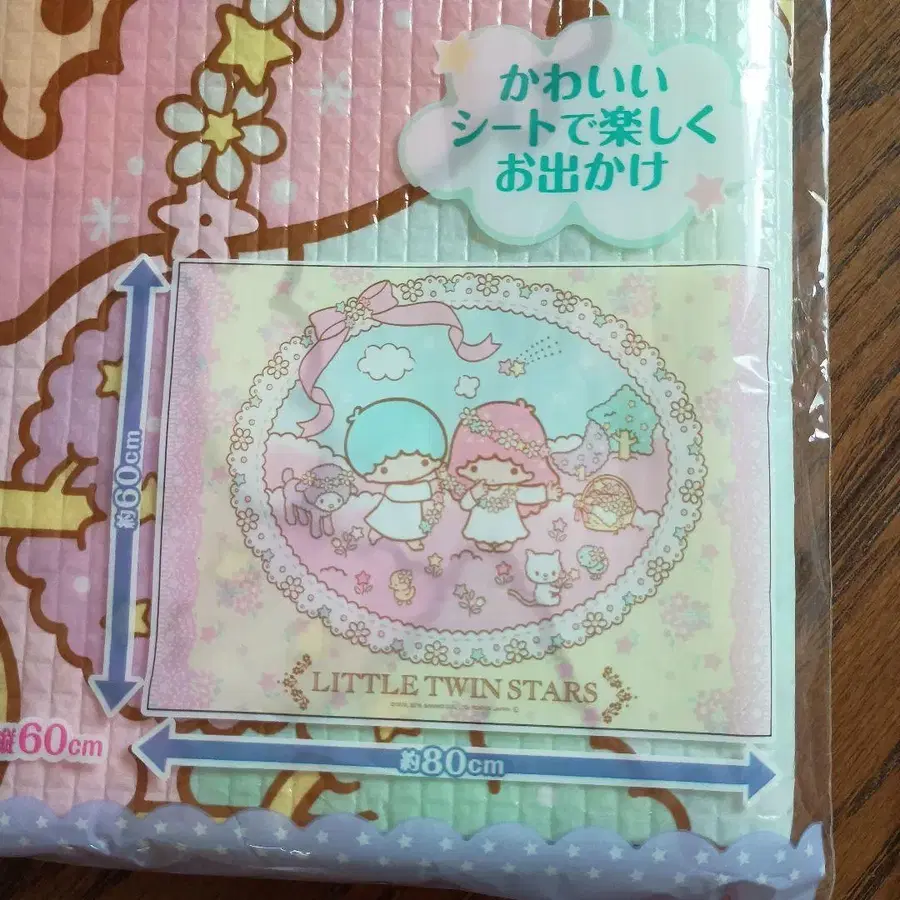 かわいい
シートで楽しく
お出かけ
約60cm
LITTLE TWIN STARS
縦60cm
約80cm